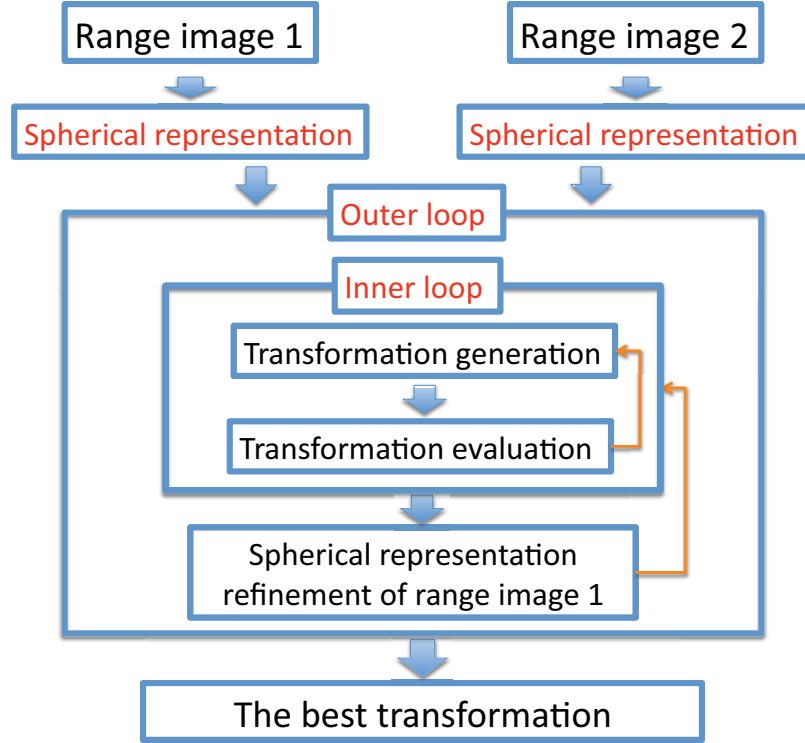 Range image 1
Range image 2
Spherical representation
Spherical representation
Outer loop
Inner loop
Transformation generation
Transformation evaluation
Spherical representation
refinement of range image 1
The best transformation